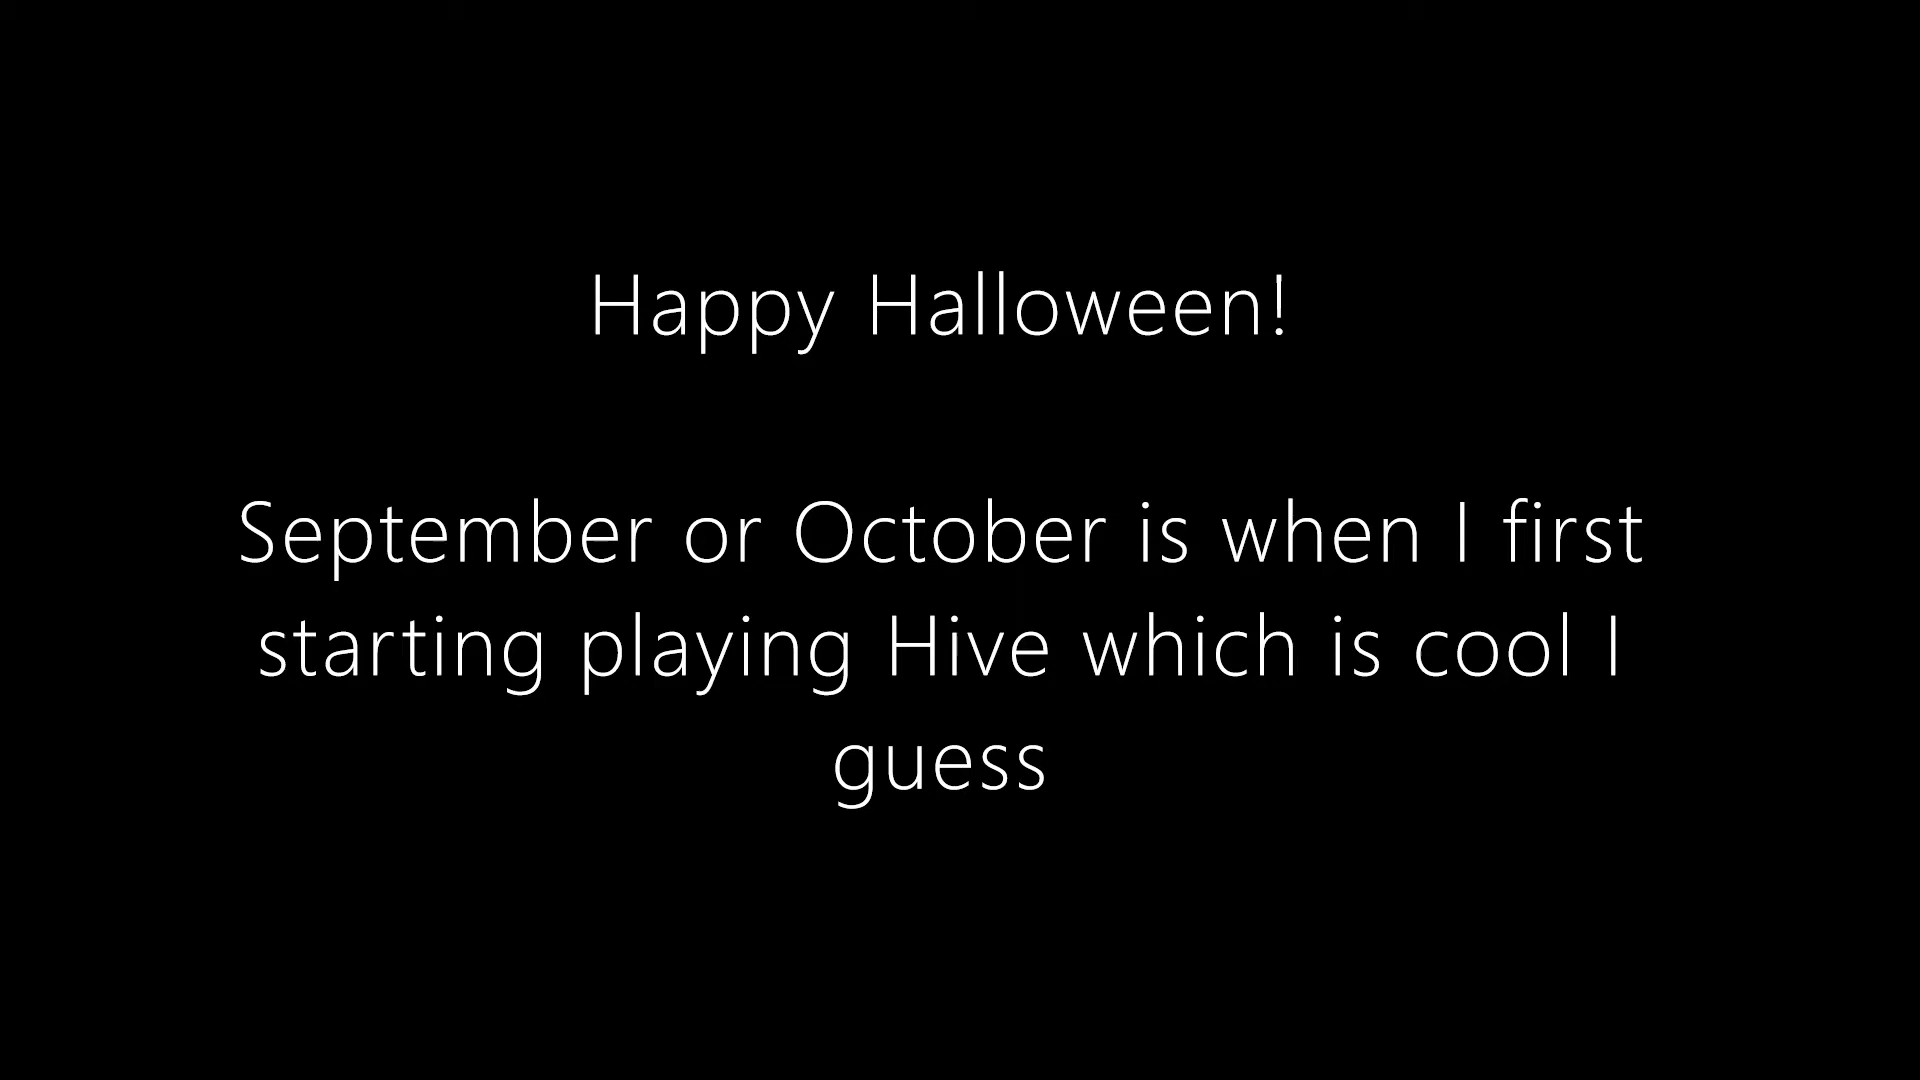 Happy Halloween!
September or October is when I first
starting playing Hive which is cool I
guess